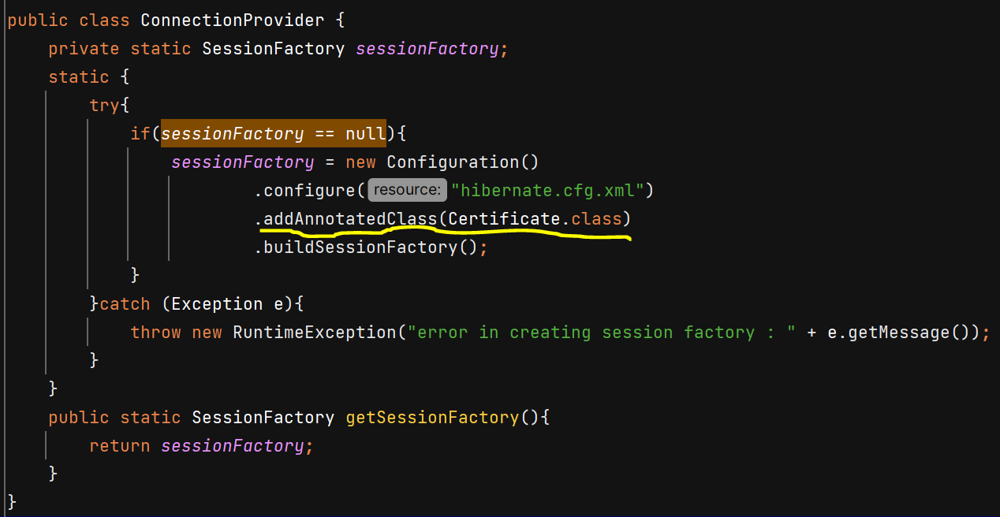 public class ConnectionProvider {
private static SessionFactory sessionFactory;
static {
try{
if(sessionFactory == null){
sessionFactory = new Configuration()
.configure( resource: "hibernate.cfg.xml")
.addAnnotatedClass(Certificate.class)
.buildSessionFactory();
}
}catch (Exception e){
throw new RuntimeException("error in creating session factory : " + e.getMessage());
}
}
public static SessionFactory getSessionFactory(){
return sessionFactory;
}
}